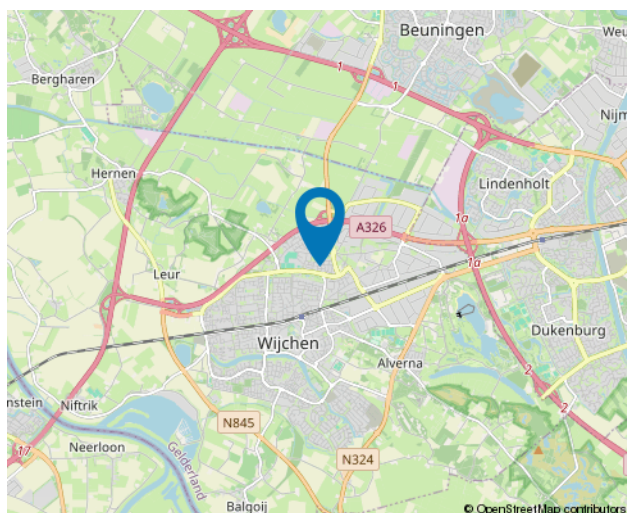 Beuningen
Weu
Bergharen
1
1
Nijm
Hernen
Lindenholt
1a
A326
1a
Leur
Dukenburg
Wijchen
Alverna
2
2
nstein
Niftrik
N845
Neerloon
17
Gelderland
N324
Balgoij
© OpenStreetMap contributors